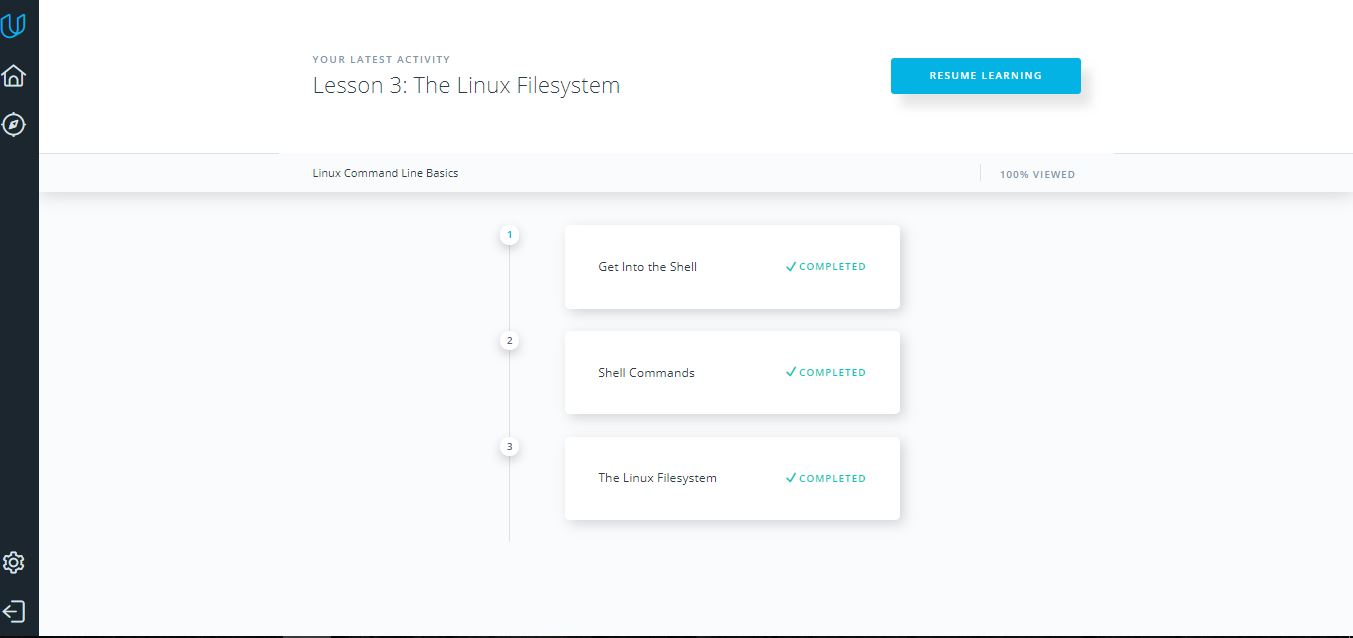 YOUR LATEST ACTIVITY
Lesson 3: The Linux Filesystem
RESUME LEARNING
Linux Command Line Basics
100% VIEWED
1
Get Into the Shell
COMPLETED
2
Shell Commands
COMPLETED
3
The Linux Filesystem
COMPLETED